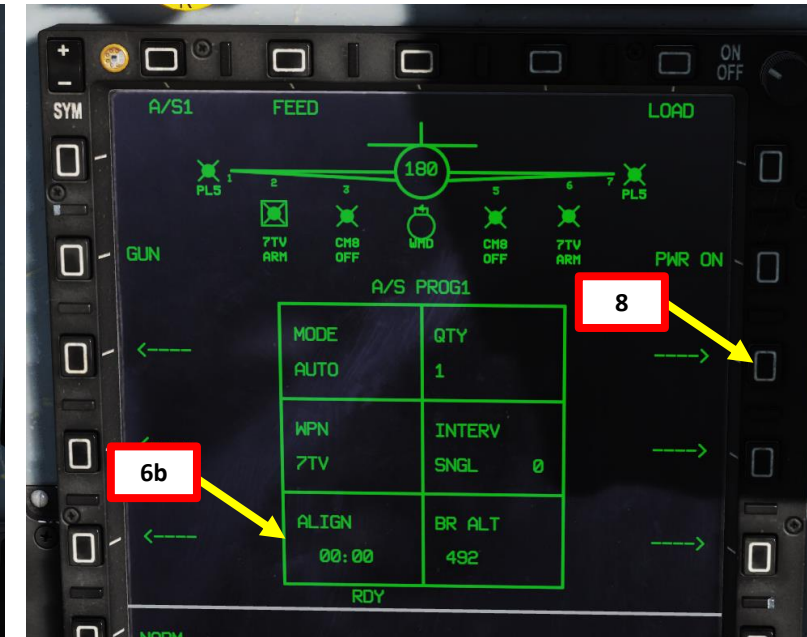 +
−
SYM
ON
OFF
A/S1 FEED LOAD
180
PL5 1 7 PL5
2 3 5 6
7TV CM8 WMD CM8 7TV
ARM OFF OFF ARM
GUN PWR ON
A/S PROG1
8
MODE QTY
<---- ---->
AUTO 1
WPN INTERV
---->
7TV SNGL 0
6b
ALIGN BR ALT
<---- ---->
00:00 492
RDY
NORM